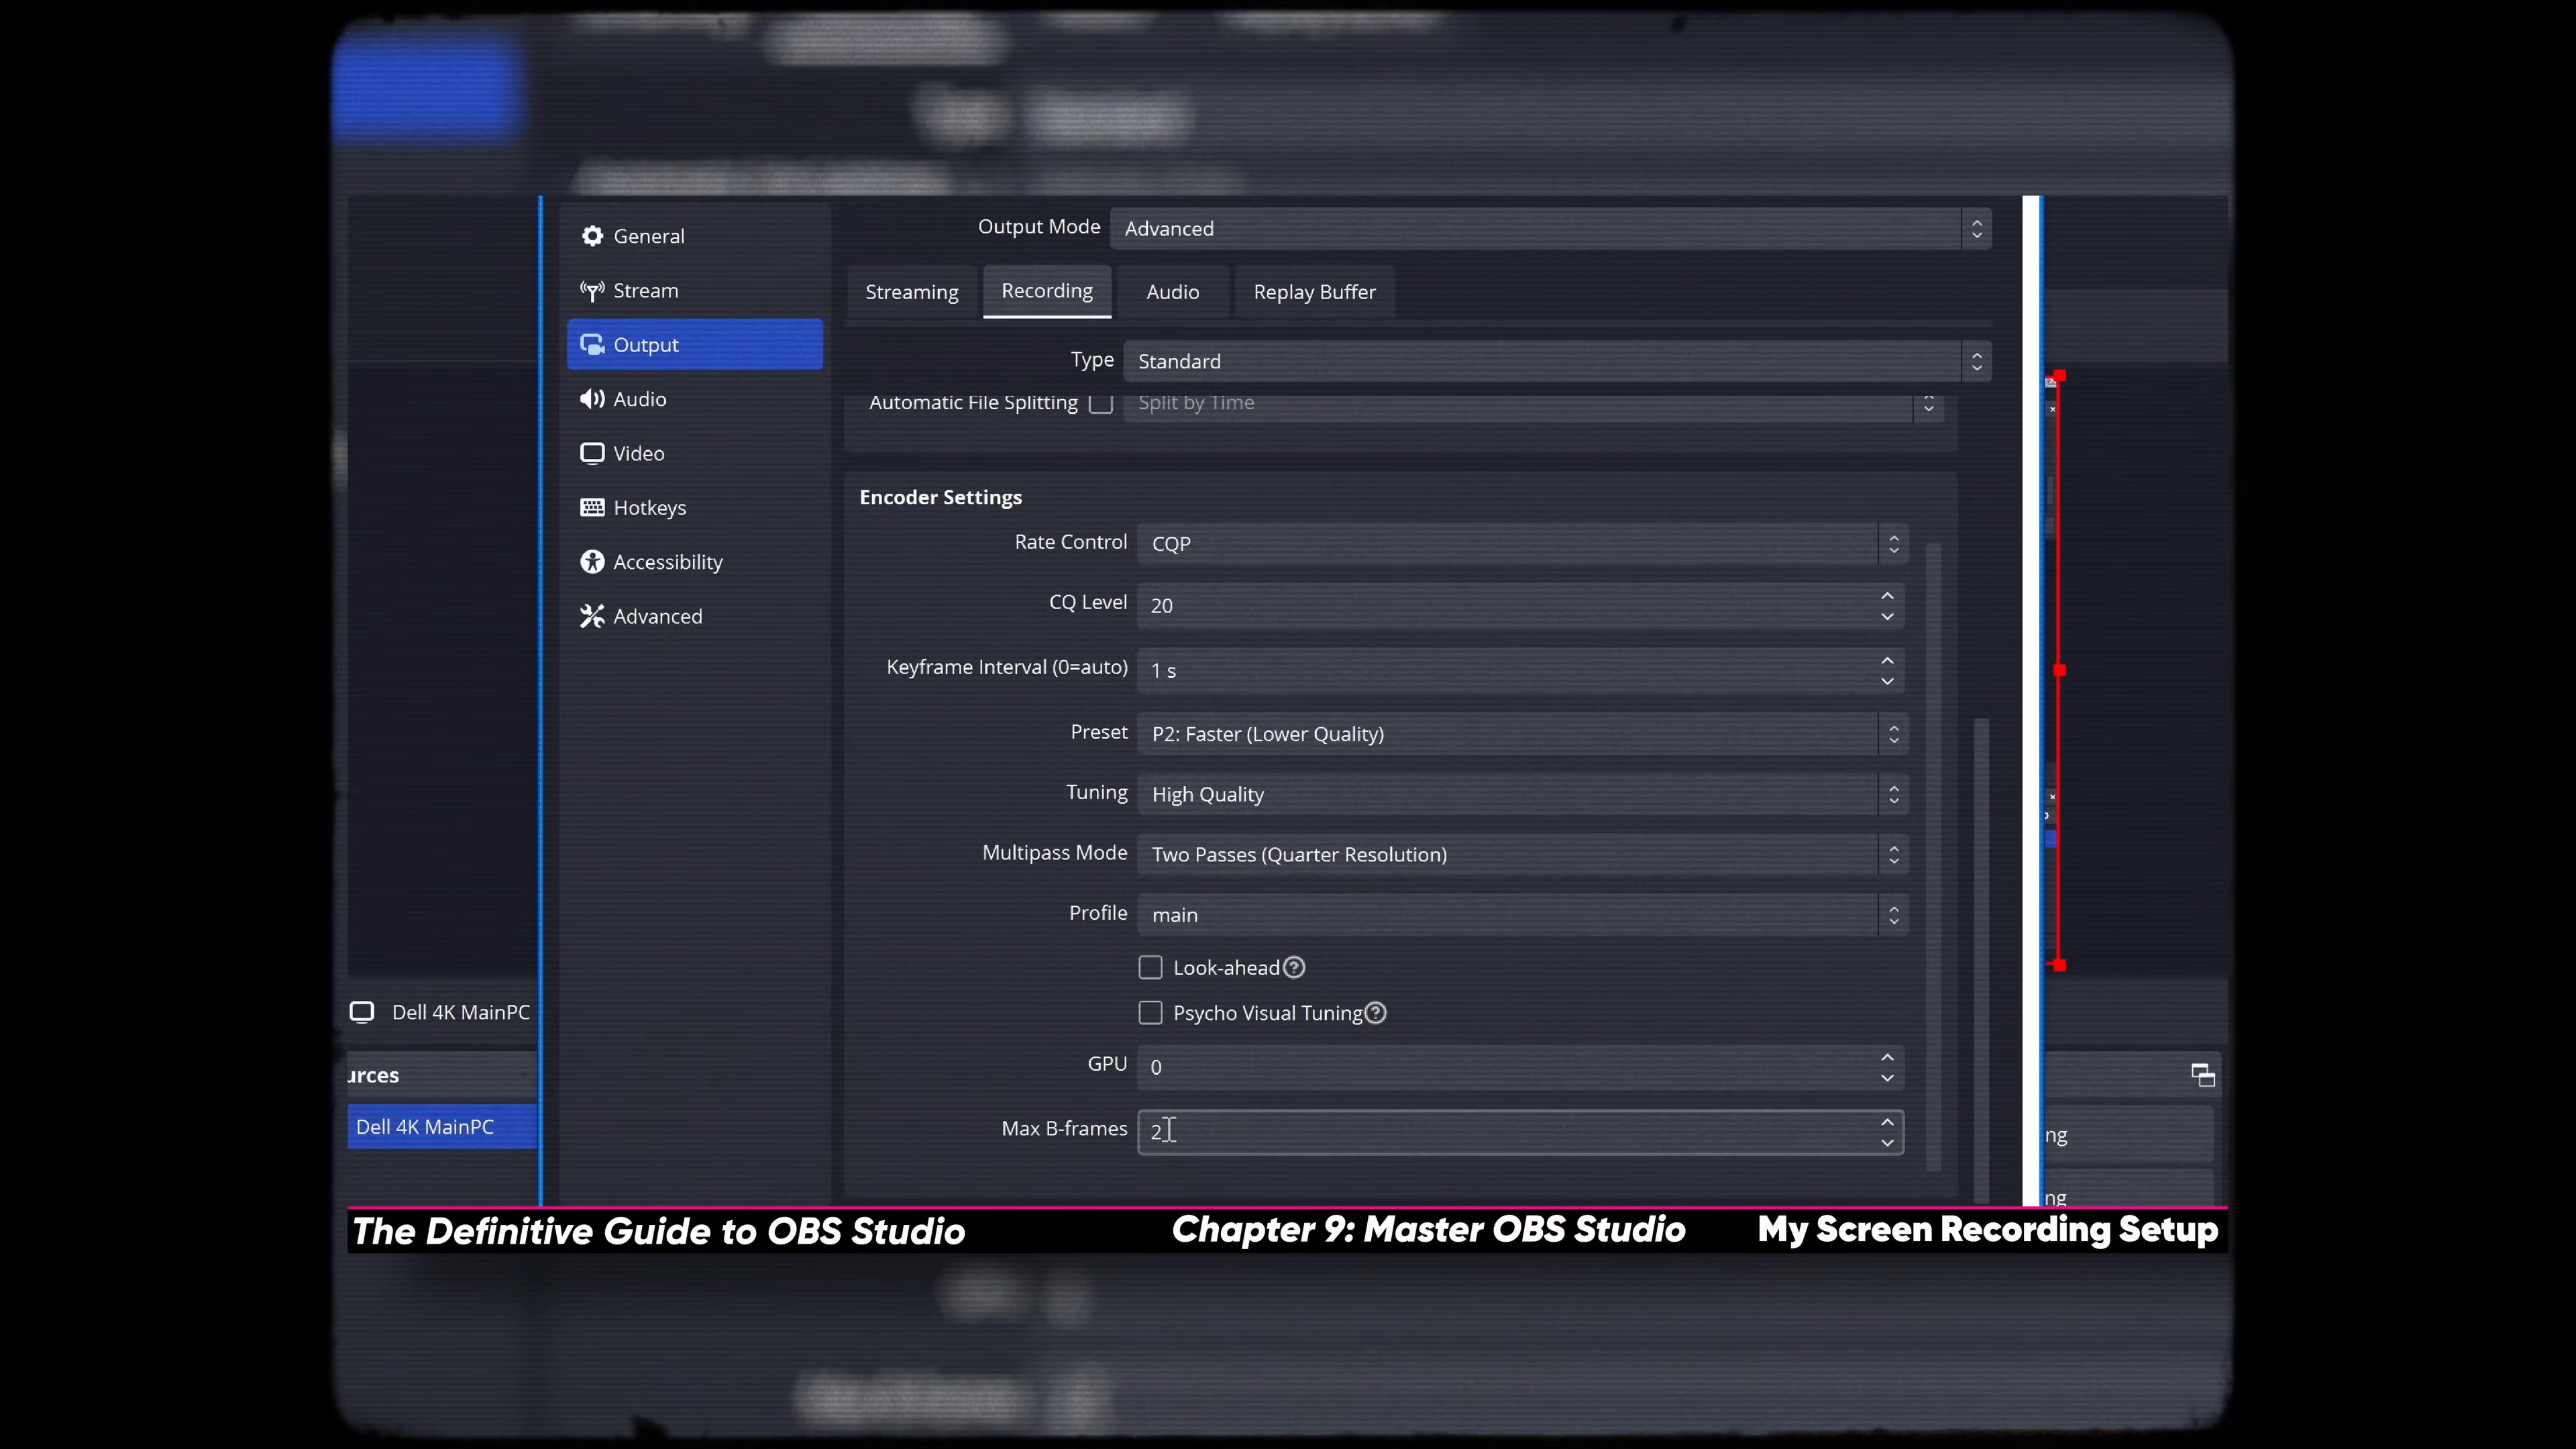 General
Stream
Output
Audio
Video
Hotkeys
Accessibility
Advanced
Output Mode Advanced
Streaming Recording Audio Replay Buffer
Type Standard
Automatic File Splitting Split by Time
Encoder Settings
Rate Control CQP
CQ Level 20
Keyframe Interval (0=auto) 1 s
Preset P2: Faster (Lower Quality)
Tuning High Quality
Multipass Mode Two Passes (Quarter Resolution)
Profile main
Look-ahead ?
Psycho Visual Tuning ?
GPU 0
Max B-frames 2
Dell 4K MainPC
urces
Dell 4K MainPC
ng
ng
The Definitive Guide to OBS Studio Chapter 9: Master OBS Studio My Screen Recording Setup